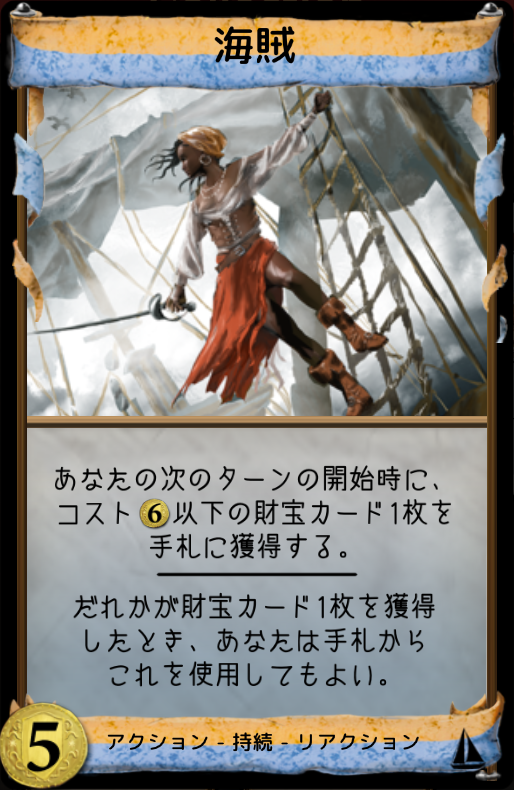 海賊
あなたの次のターンの開始時に、
コスト6以下の財宝カード1枚を
手札に獲得する。
だれかが財宝カード1枚を獲得
したとき、あなたは手札から
これを使用してもよい。
5
アクション - 持続 - リアクション